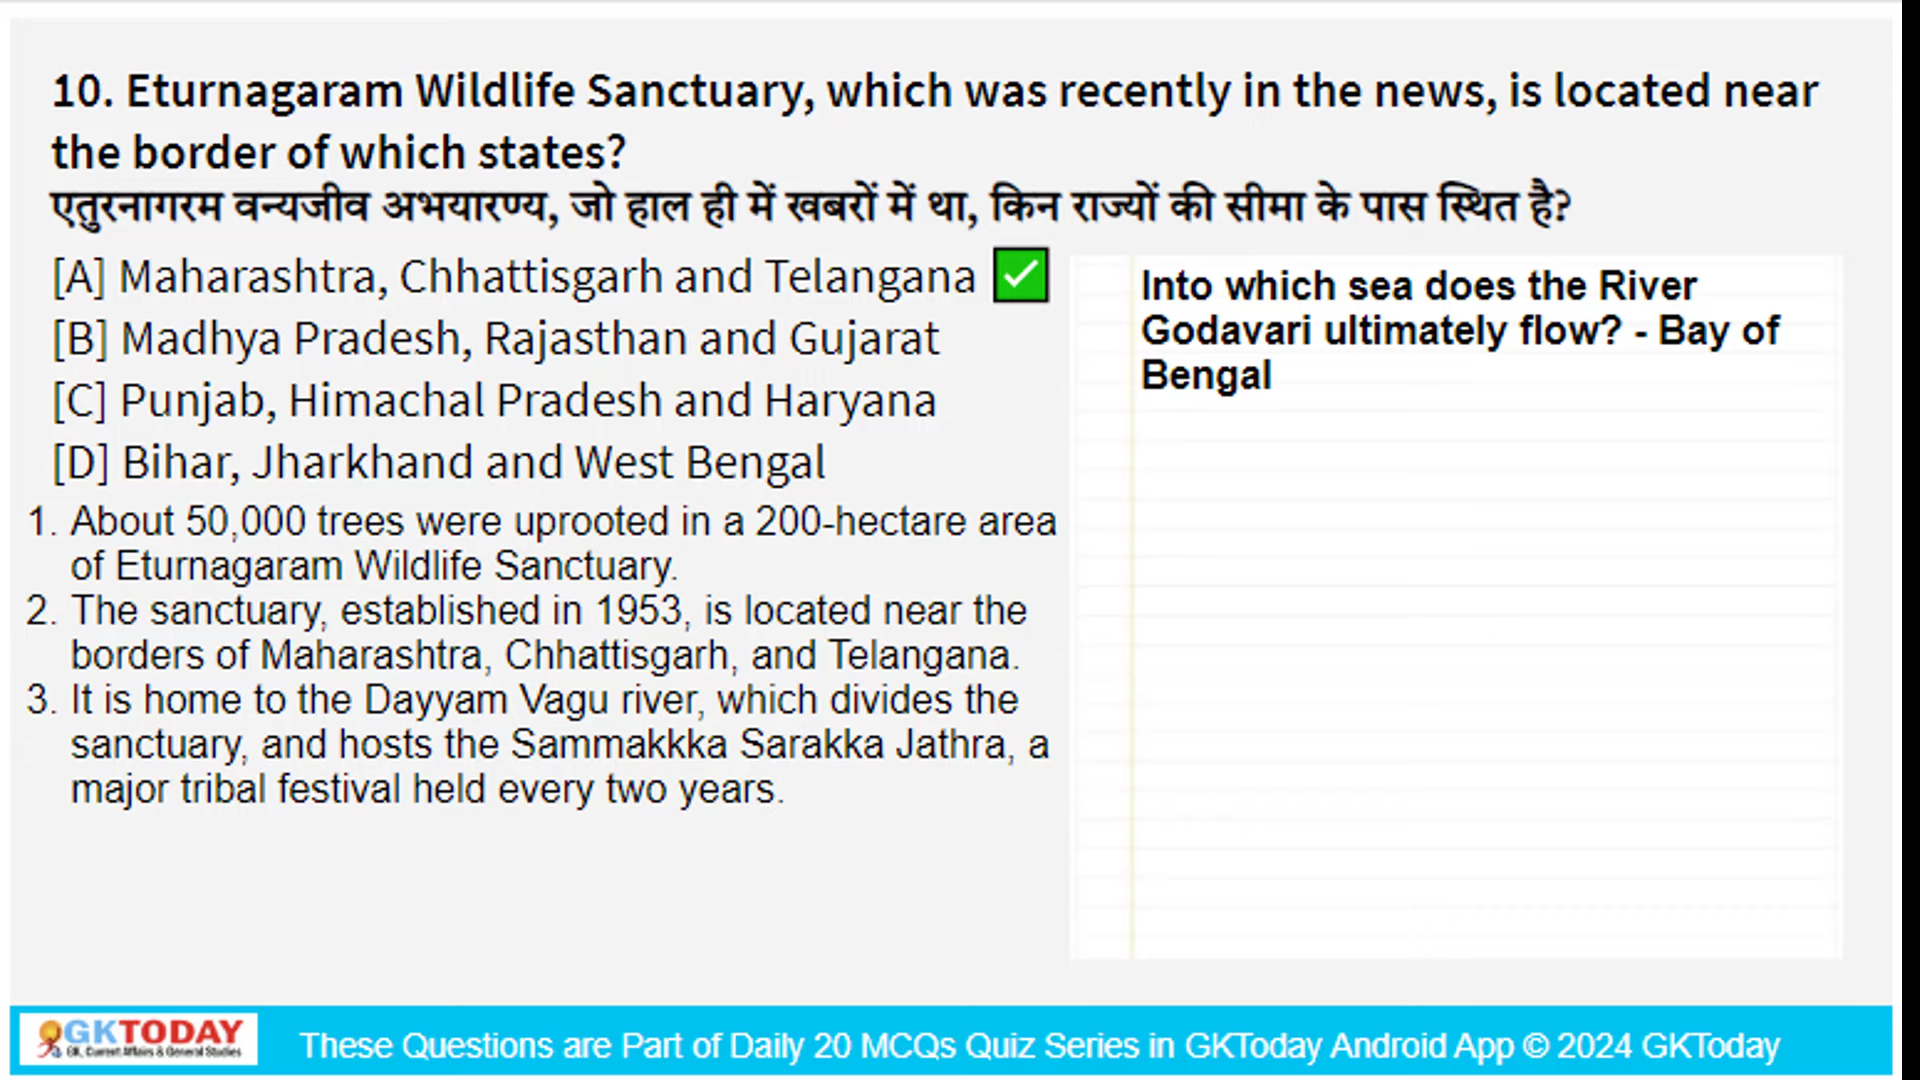 10. Eturnagaram Wildlife Sanctuary, which was recently in the news, is located near
the border of which states?
एतुरनागरम वन्यजीव अभयारण्य, जो हाल ही में खबरों में था, किन राज्यों की सीमा के पास स्थित है?
[A] Maharashtra, Chhattisgarh and Telangana
[B] Madhya Pradesh, Rajasthan and Gujarat
[C] Punjab, Himachal Pradesh and Haryana
[D] Bihar, Jharkhand and West Bengal
1. About 50,000 trees were uprooted in a 200-hectare area
of Eturnagaram Wildlife Sanctuary.
2. The sanctuary, established in 1953, is located near the
borders of Maharashtra, Chhattisgarh, and Telangana.
3. It is home to the Dayyam Vagu river, which divides the
sanctuary, and hosts the Sammakkka Sarakka Jathra, a
major tribal festival held every two years.
Into which sea does the River
Godavari ultimately flow? - Bay of
Bengal
GKTODAY
GK, Current Affairs & General Studies
These Questions are Part of Daily 20 MCQs Quiz Series in GKToday Android App © 2024 GKToday